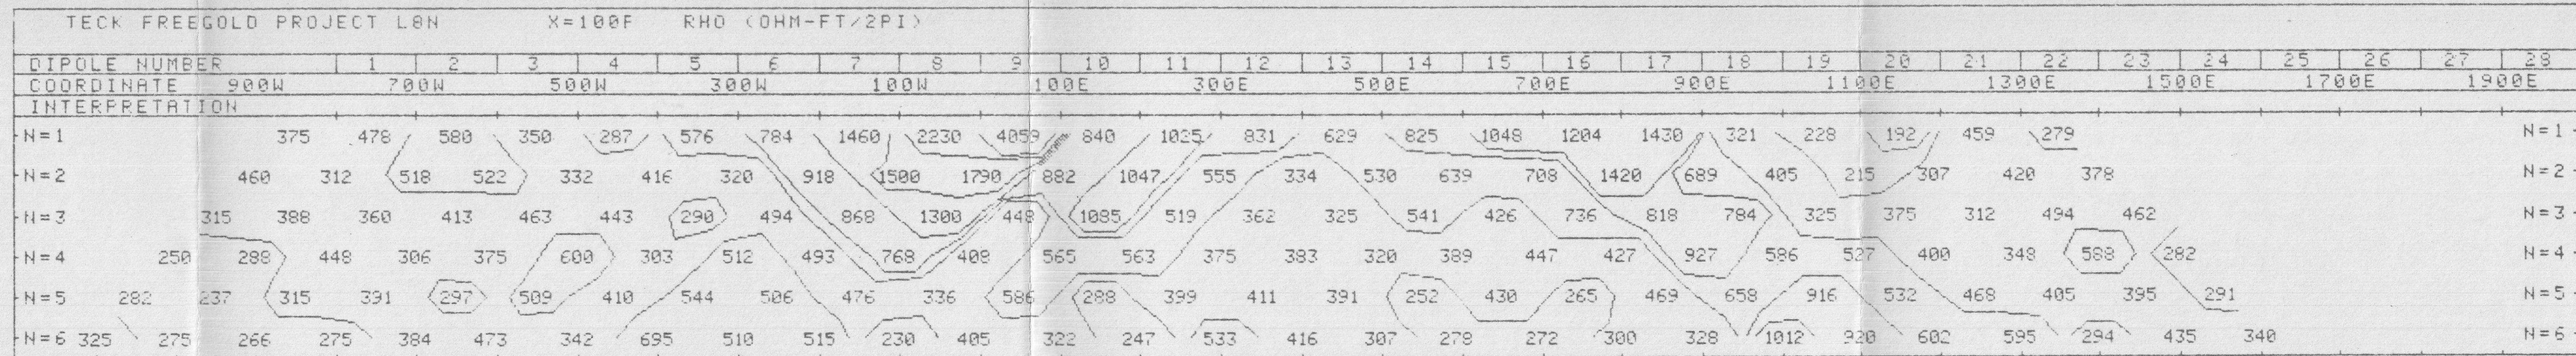 TECK FREEGOLD PROJECT L8N X=100F RHO (OHM-FT/2PI)
DIPOLE NUMBER 1 2 3 4 5 6 7 8 9 10 11 12 13 14 15 16 17 18 19 20 21 22 23 24 25 26 27 28
COORDINATE 900W 700W 500W 300W 100W 100E 300E 500E 700E 900E 1100E 1300E 1500E 1700E 1900E
INTERPRETATION
N=1 375 478 580 350 287 576 784 1460 2230 4059 840 1025 831 629 825 1048 1204 1430 321 228 192 459 279 N=1
N=2 460 312 518 522 332 416 320 918 1500 1790 882 1047 555 334 530 639 708 1420 689 405 215 307 420 378 N=2
N=3 315 388 360 413 463 443 290 494 868 1300 448 1085 519 362 325 541 426 736 818 784 325 375 312 494 462 N=3
N=4 250 288 448 306 375 600 303 512 493 768 408 565 563 375 383 320 389 447 427 927 586 527 400 348 588 282 N=4
N=5 282 237 315 391 297 509 410 544 506 476 336 586 288 399 411 391 252 430 265 469 658 916 532 468 405 395 291 N=5
N=6 325 275 266 275 384 473 342 695 510 515 230 405 322 247 533 416 307 278 272 300 328 1012 920 602 595 294 435 340 N=6